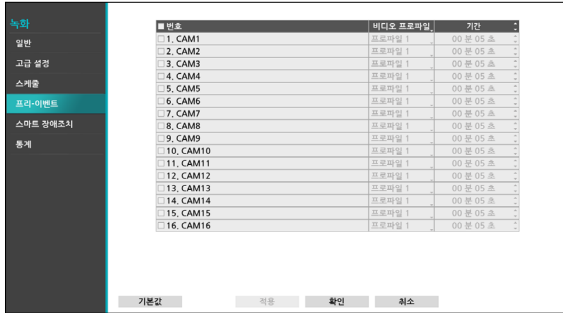 녹화
일반
고급 설정
스케줄
프리-이벤트
스마트 장애조치
통계
번호 비디오 프로파일 기간
1. CAM1 프로파일 1 00 분 05 초
2. CAM2 프로파일 1 00 분 05 초
3. CAM3 프로파일 1 00 분 05 초
4. CAM4 프로파일 1 00 분 05 초
5. CAM5 프로파일 1 00 분 05 초
6. CAM6 프로파일 1 00 분 05 초
7. CAM7 프로파일 1 00 분 05 초
8. CAM8 프로파일 1 00 분 05 초
9. CAM9 프로파일 1 00 분 05 초
10. CAM10 프로파일 1 00 분 05 초
11. CAM11 프로파일 1 00 분 05 초
12. CAM12 프로파일 1 00 분 05 초
13. CAM13 프로파일 1 00 분 05 초
14. CAM14 프로파일 1 00 분 05 초
15. CAM15 프로파일 1 00 분 05 초
16. CAM16 프로파일 1 00 분 05 초
기본값 적용 확인 취소